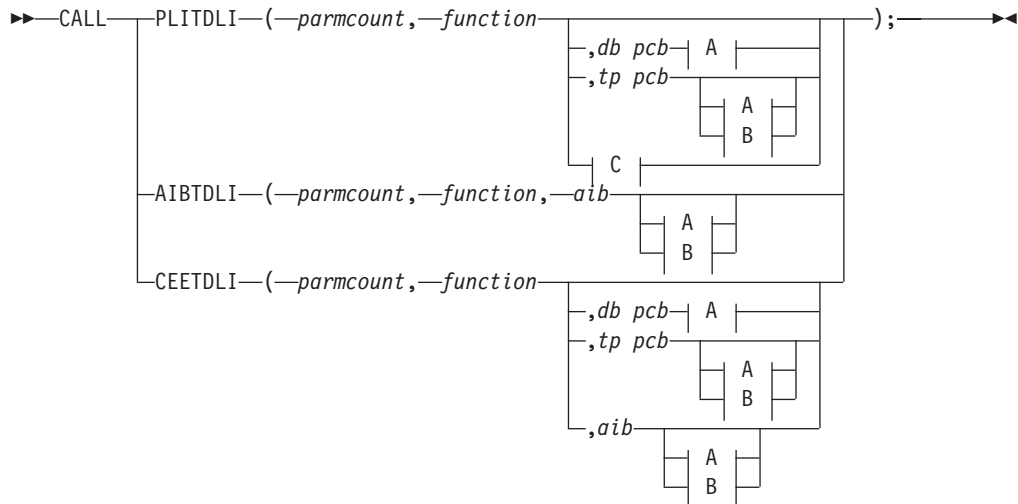 CALL PLITDLI ( parmcount, function );
,db pcb A
,tp pcb
A
B
C
AIBTDLI ( parmcount, function, aib
A
B
CEETDLI ( parmcount, function
,db pcb A
,tp pcb
A
B
,aib
A
B